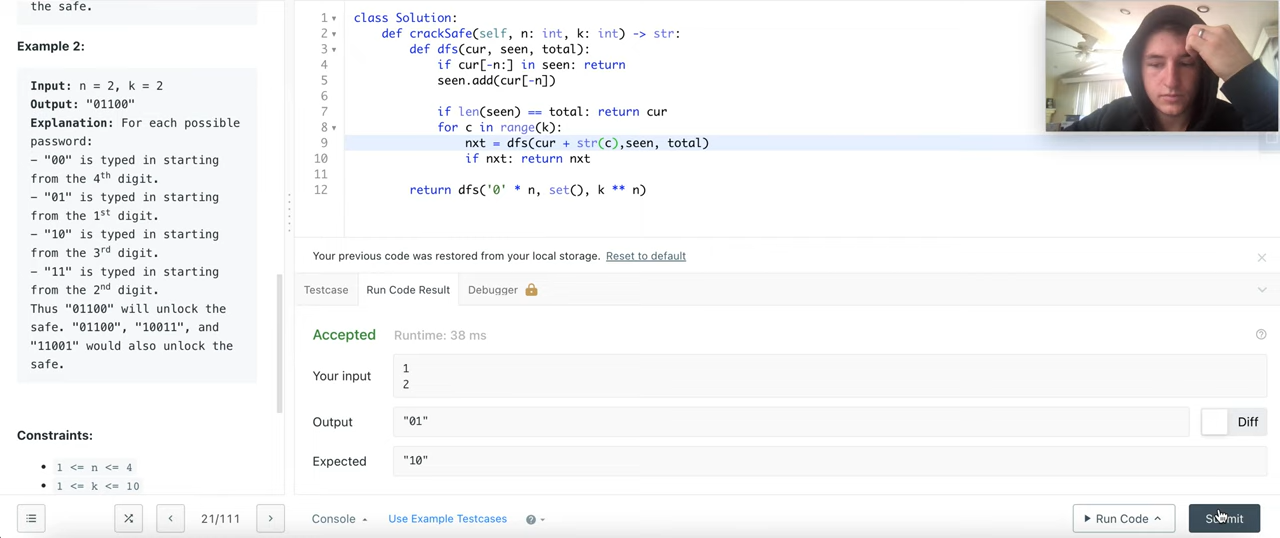 the safe.
Example 2:
Input: n = 2, k = 2
Output: "01100"
Explanation: For each possible
password:
- "00" is typed in starting
from the 4th digit.
- "01" is typed in starting
from the 1st digit.
- "10" is typed in starting
from the 3rd digit.
- "11" is typed in starting
from the 2nd digit.
Thus "01100" will unlock the
safe. "01100", "10011", and
"11001" would also unlock the
safe.
Constraints:
1 <= n <= 4
1 <= k <= 10
1 class Solution:
2 def crackSafe(self, n: int, k: int) -> str:
3 def dfs(cur, seen, total):
4 if cur[-n:] in seen: return
5 seen.add(cur[-n])
6
7 if len(seen) == total: return cur
8 for c in range(k):
9 nxt = dfs(cur + str(c),seen, total)
10 if nxt: return nxt
11
12 return dfs('0' * n, set(), k ** n)
Your previous code was restored from your local storage. Reset to default
Testcase Run Code Result Debugger
Accepted Runtime: 38 ms
Your input
1
2
Output "01" Diff
Expected "10"
21/111 Console Use Example Testcases Run Code Submit